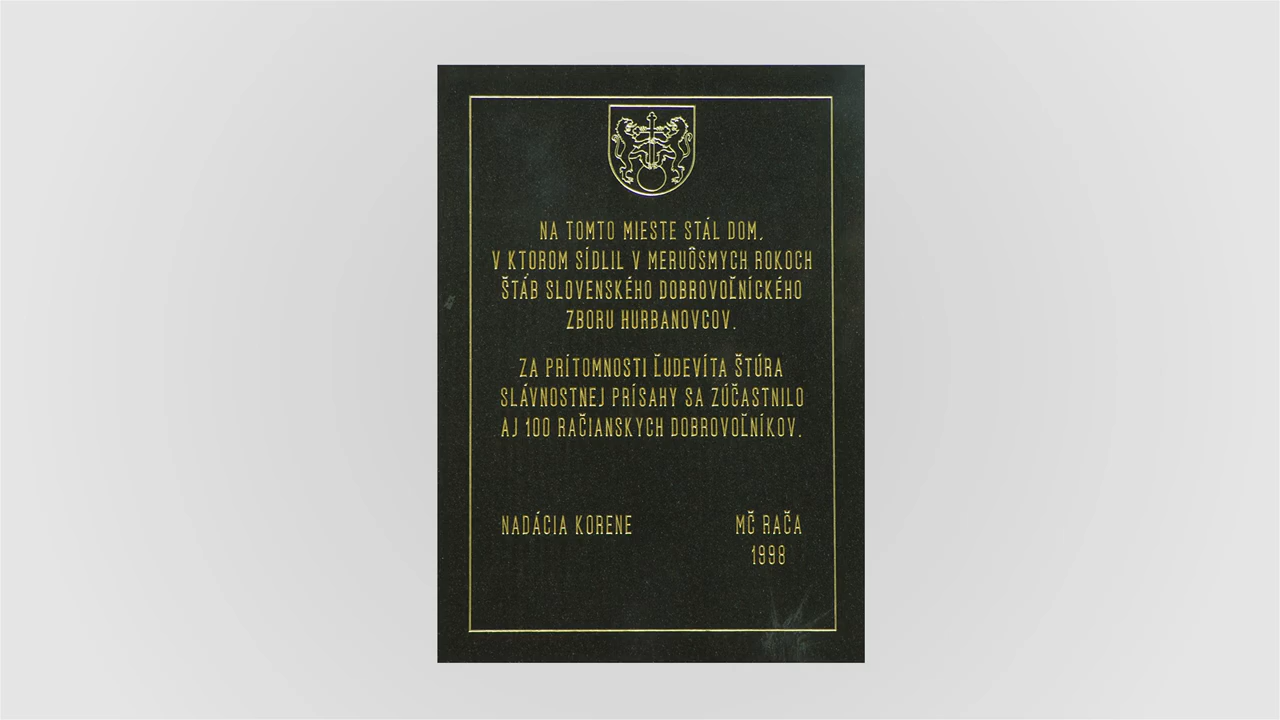 NA TOMTO MIESTE STÁL DOM,
V KTOROM SÍDLIL V MERUÔSMYCH ROKOCH
ŠTÁB SLOVENSKÉHO DOBROVOĽNÍCKÉHO
ZBORU HURBANOVCOV.
ZA PRÍTOMNOSTI ĽUDEVÍTA ŠTÚRA
SLÁVNOSTNEJ PRÍSAHY SA ZÚČASTNILO
AJ 100 RAČIANSKYCH DOBROVOĽNÍKOV.
NADÁCIA KORENE
MČ RAČA
1998